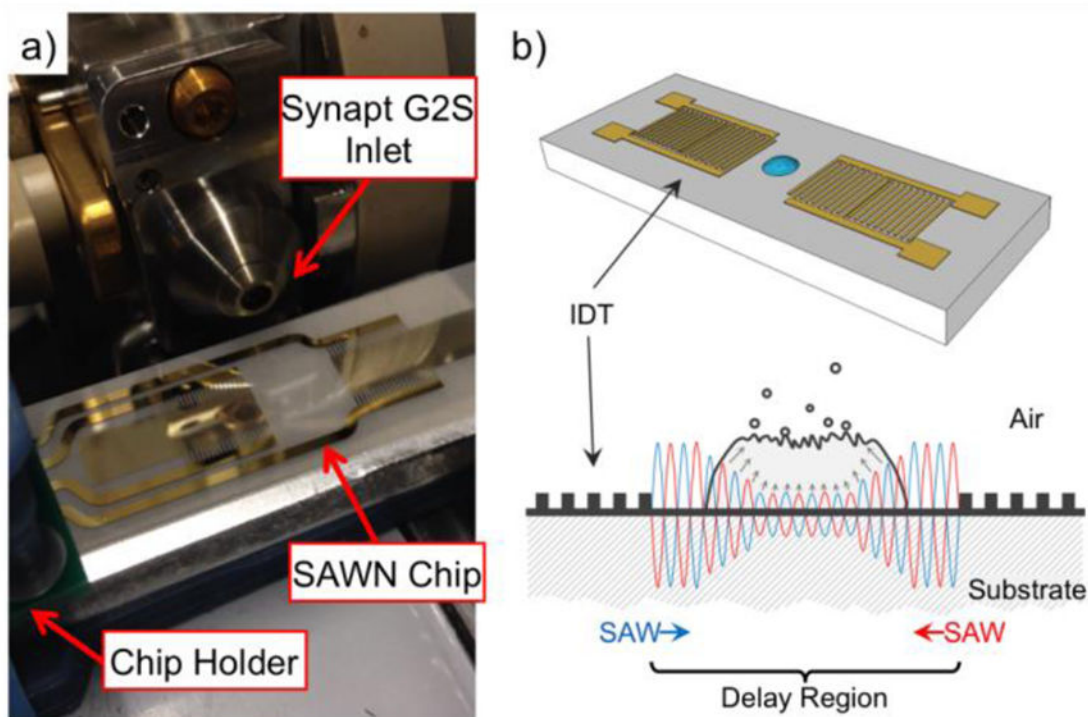 a)
Synapt G2S
Inlet
SAWN Chip
Chip Holder
b)
IDT
Air
Substrate
SAW
SAW
Delay Region